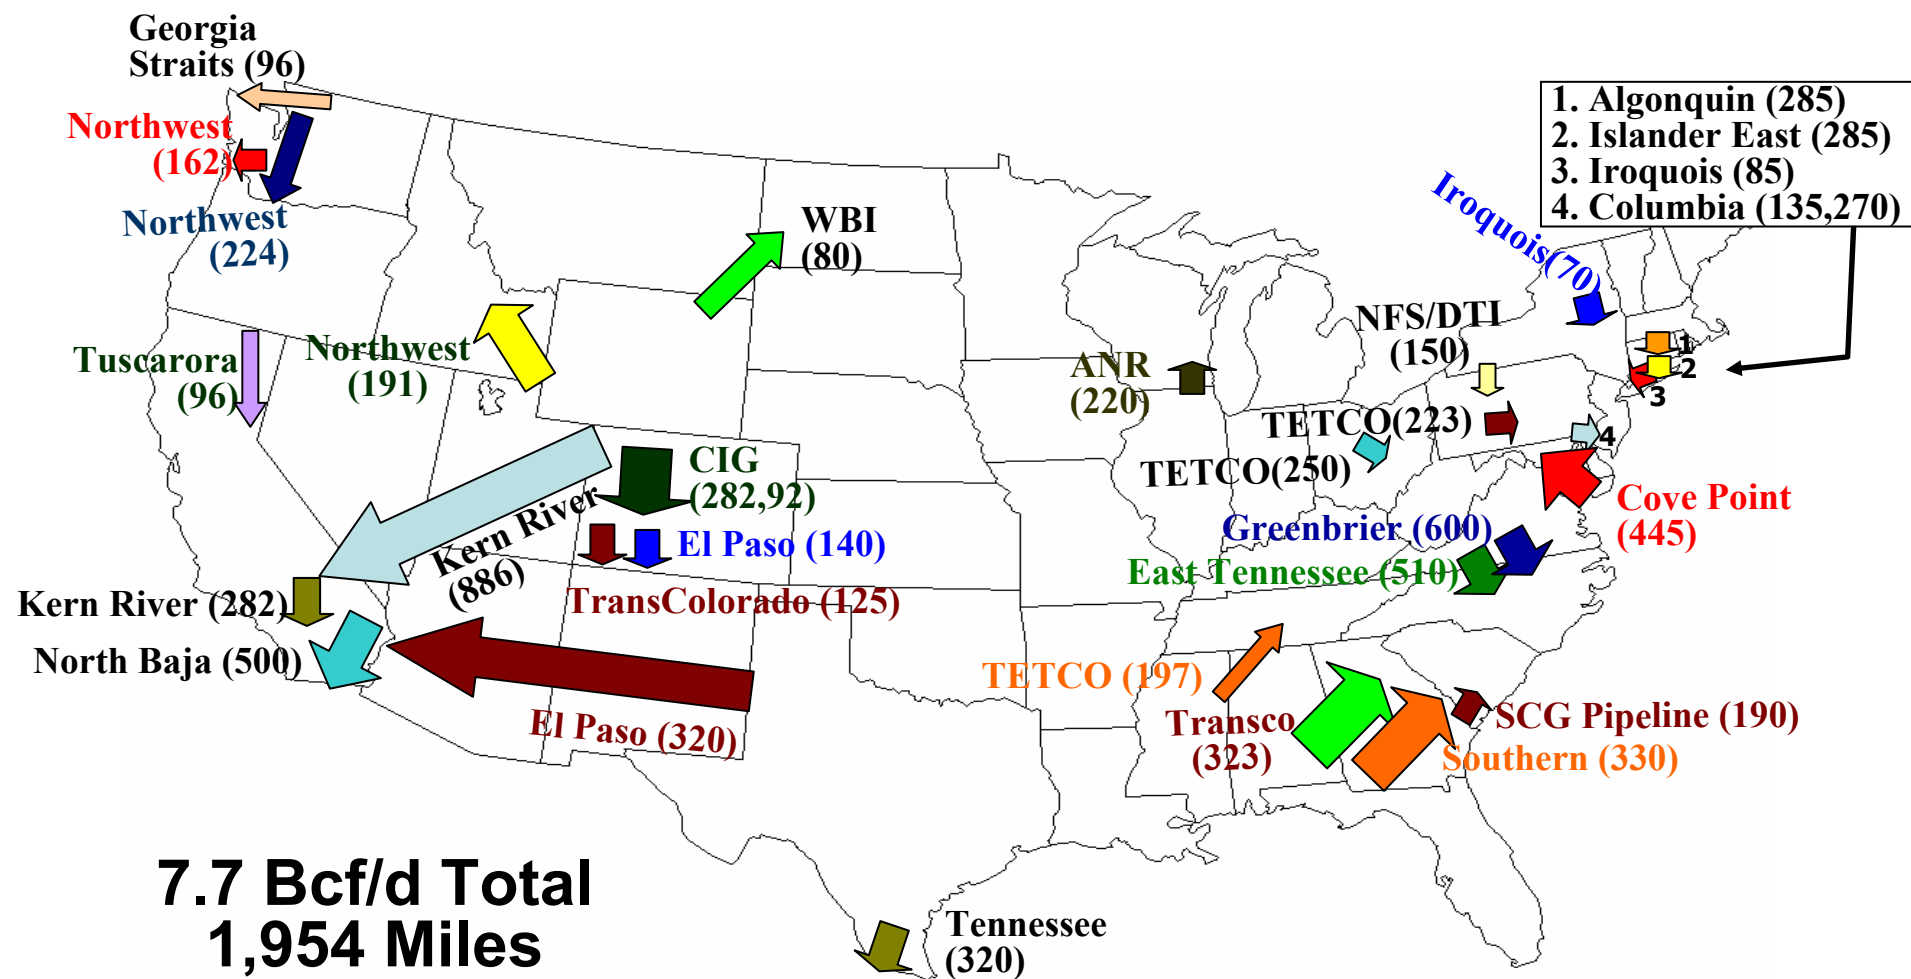 Georgia
Straits (96)
Northwest
(162)
Northwest
(224)
WBI
(80)
1. Algonquin (285)
2. Islander East (285)
3. Iroquois (85)
4. Columbia (135,270)
Iroquois(70)
NFS/DTI
(150)
1
2
3
Tuscarora
(96)
Northwest
(191)
ANR
(220)
TETCO(223)
4
TETCO(250)
CIG
(282,92)
Cove Point
(445)
Kern River
(886)
El Paso (140)
Greenbrier (600)
East Tennessee (510)
TransColorado (125)
Kern River (282)
North Baja (500)
TETCO (197)
El Paso (320)
Transco
(323)
SCG Pipeline (190)
Southern (330)
7.7 Bcf/d Total
1,954 Miles
Tennessee
(320)